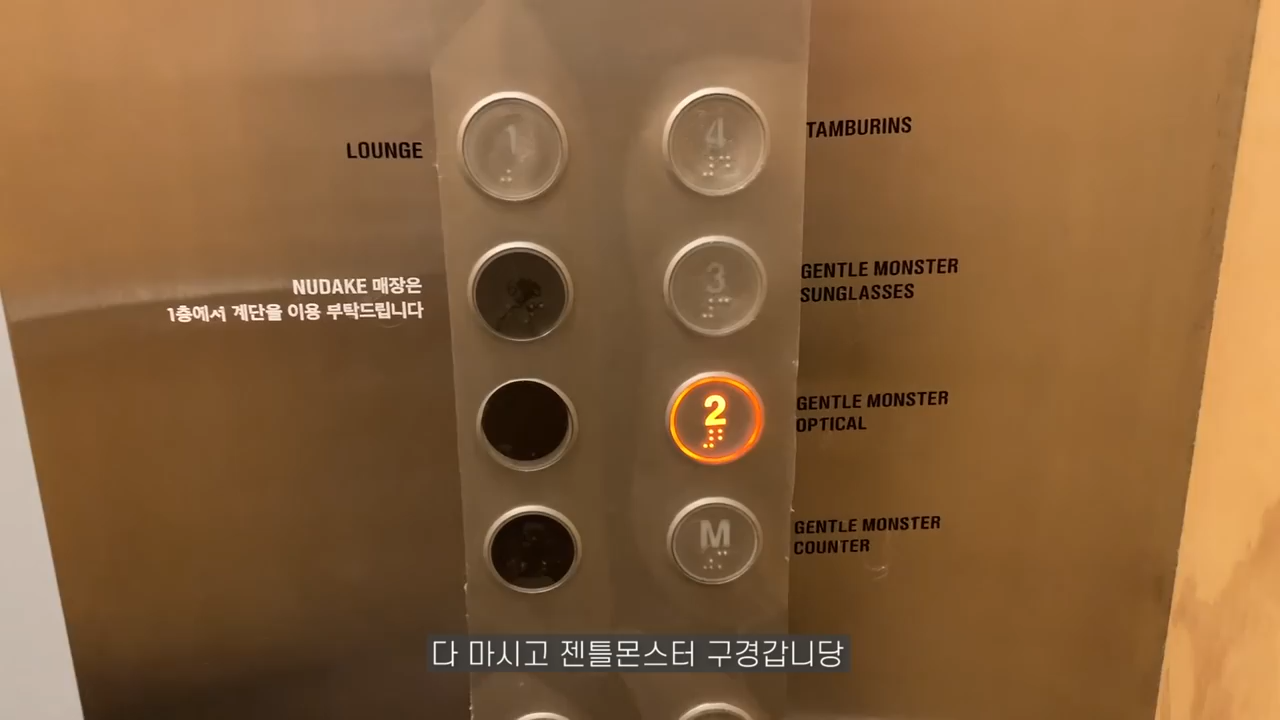 LOUNGE
1
4
TAMBURINS
NUDAKE 매장은
1층에서 계단을 이용 부탁드립니다
3
GENTLE MONSTER
SUNGLASSES
2
GENTLE MONSTER
OPTICAL
M
GENTLE MONSTER
COUNTER
다 마시고 젠틀몬스터 구경갑니당